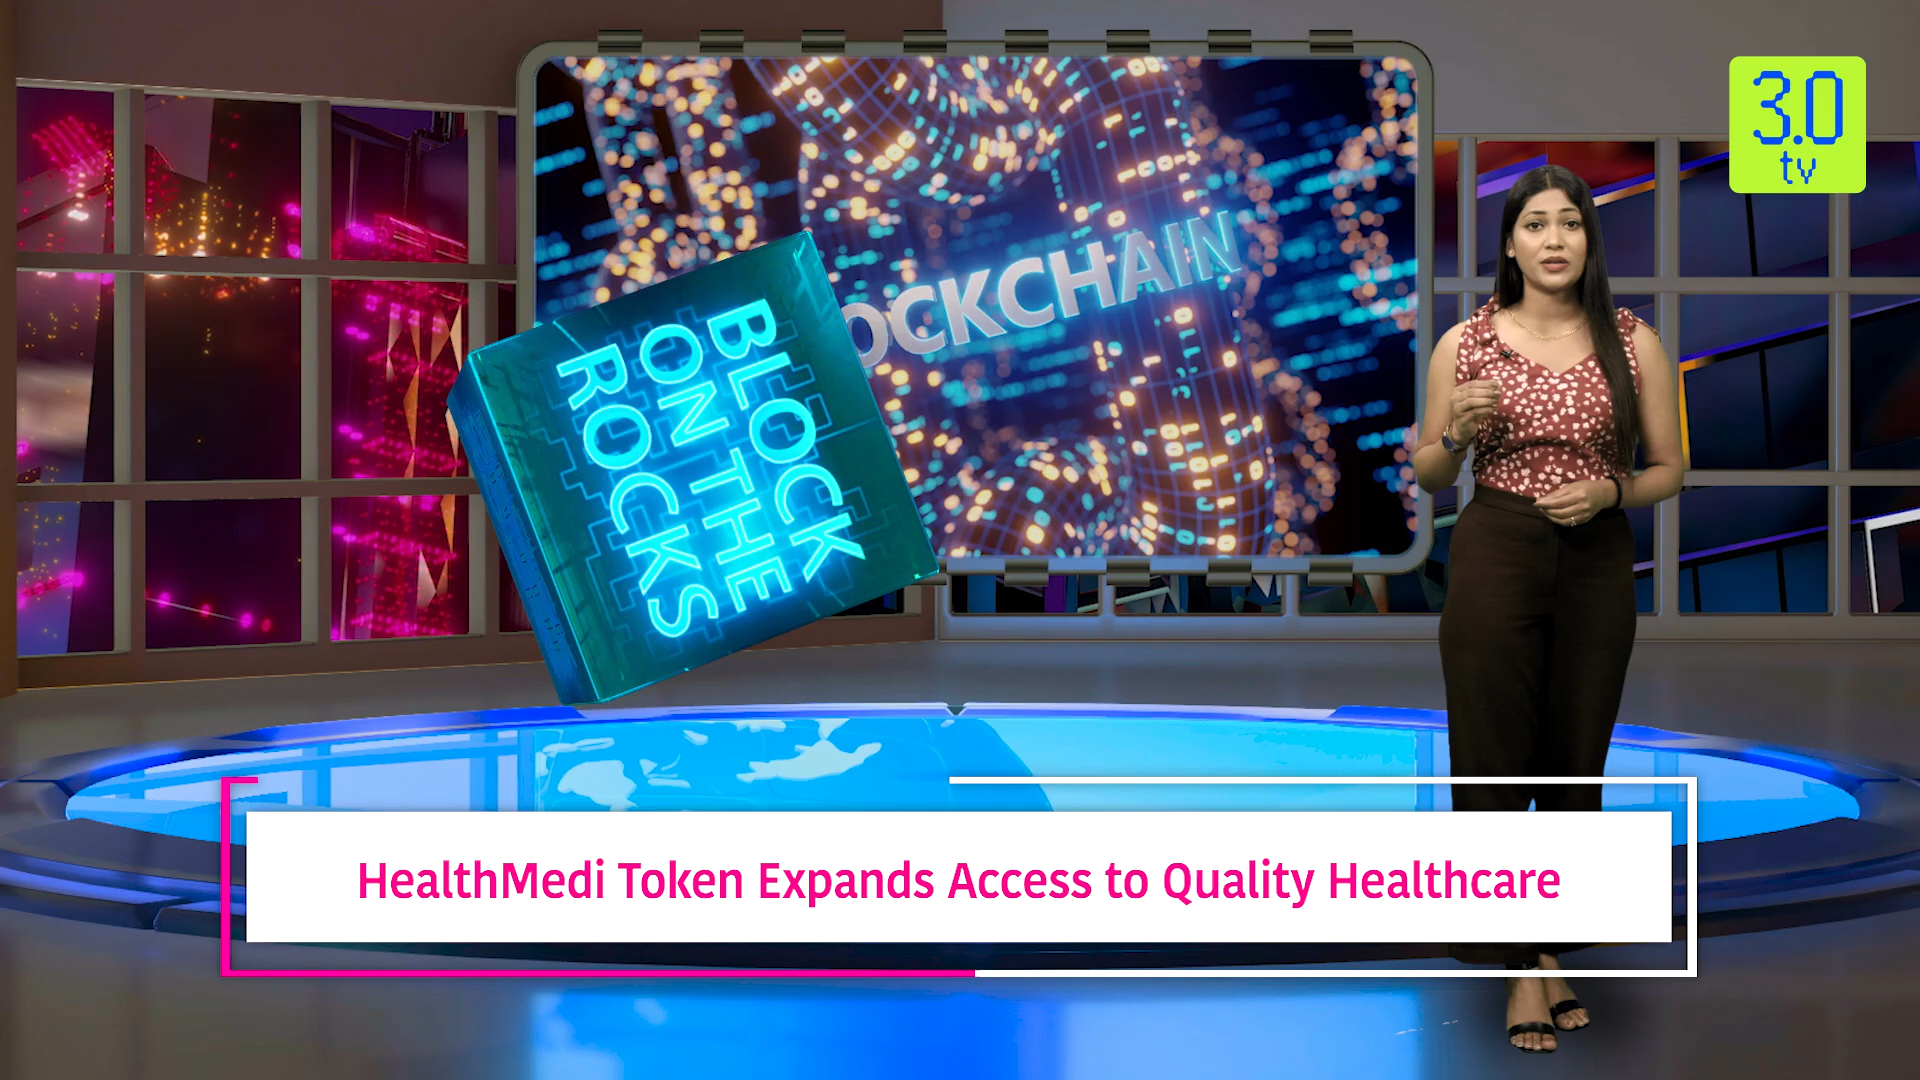 3.0
tv
OCKCHAIN
BLOCK
ON THE
ROCKS
HealthMedi Token Expands Access to Quality Healthcare